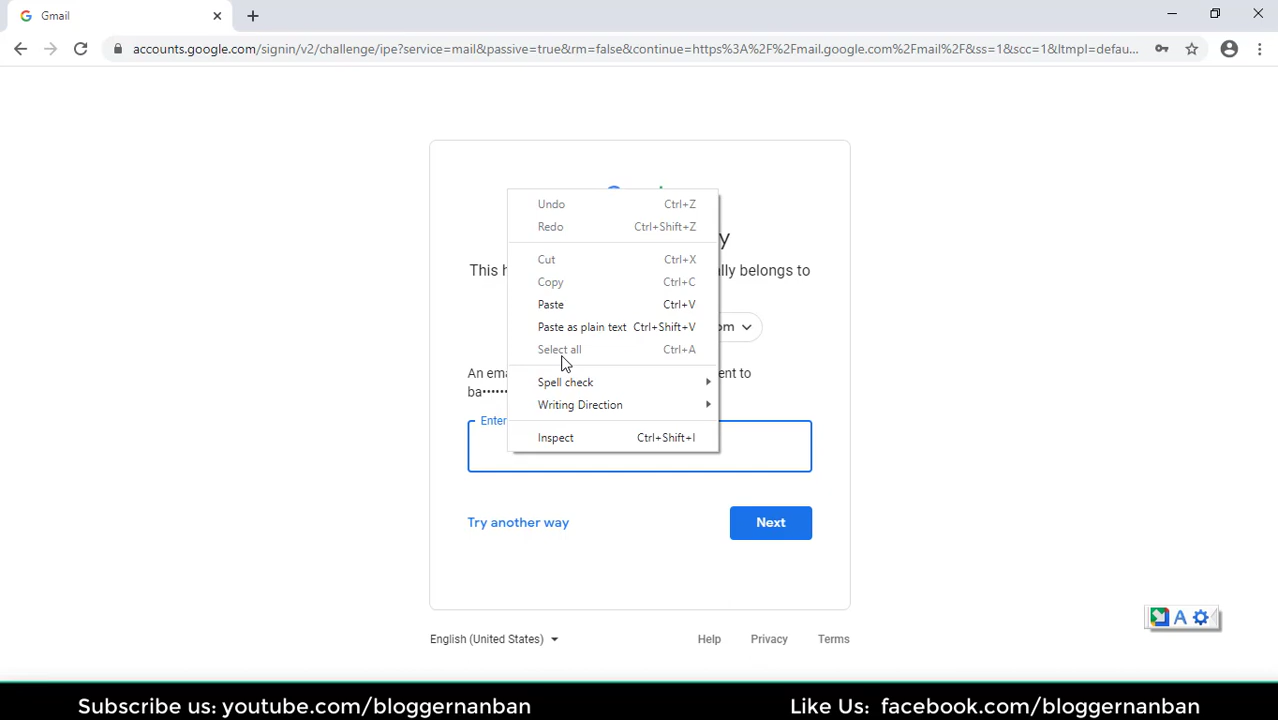 Gmail
accounts.google.com/signin/v2/challenge/ipe?service=mail&passive=true&rm=false&continue=https%3A%2F%2Fmail.google.com%2Fmail%2F&ss=1&scc=1&ltmpl=defau...
Undo Ctrl+Z
Redo Ctrl+Shift+Z
Cut Ctrl+X
This h ally belongs to
Copy Ctrl+C
Paste Ctrl+V
Paste as plain text Ctrl+Shift+V
om
Select all Ctrl+A
An ema nt to
Spell check
ba••••••
Writing Direction
Enter
Inspect Ctrl+Shift+I
Try another way Next
A
English (United States) Help Privacy Terms
Subscribe us: youtube.com/bloggernanban Like Us: facebook.com/bloggernanban